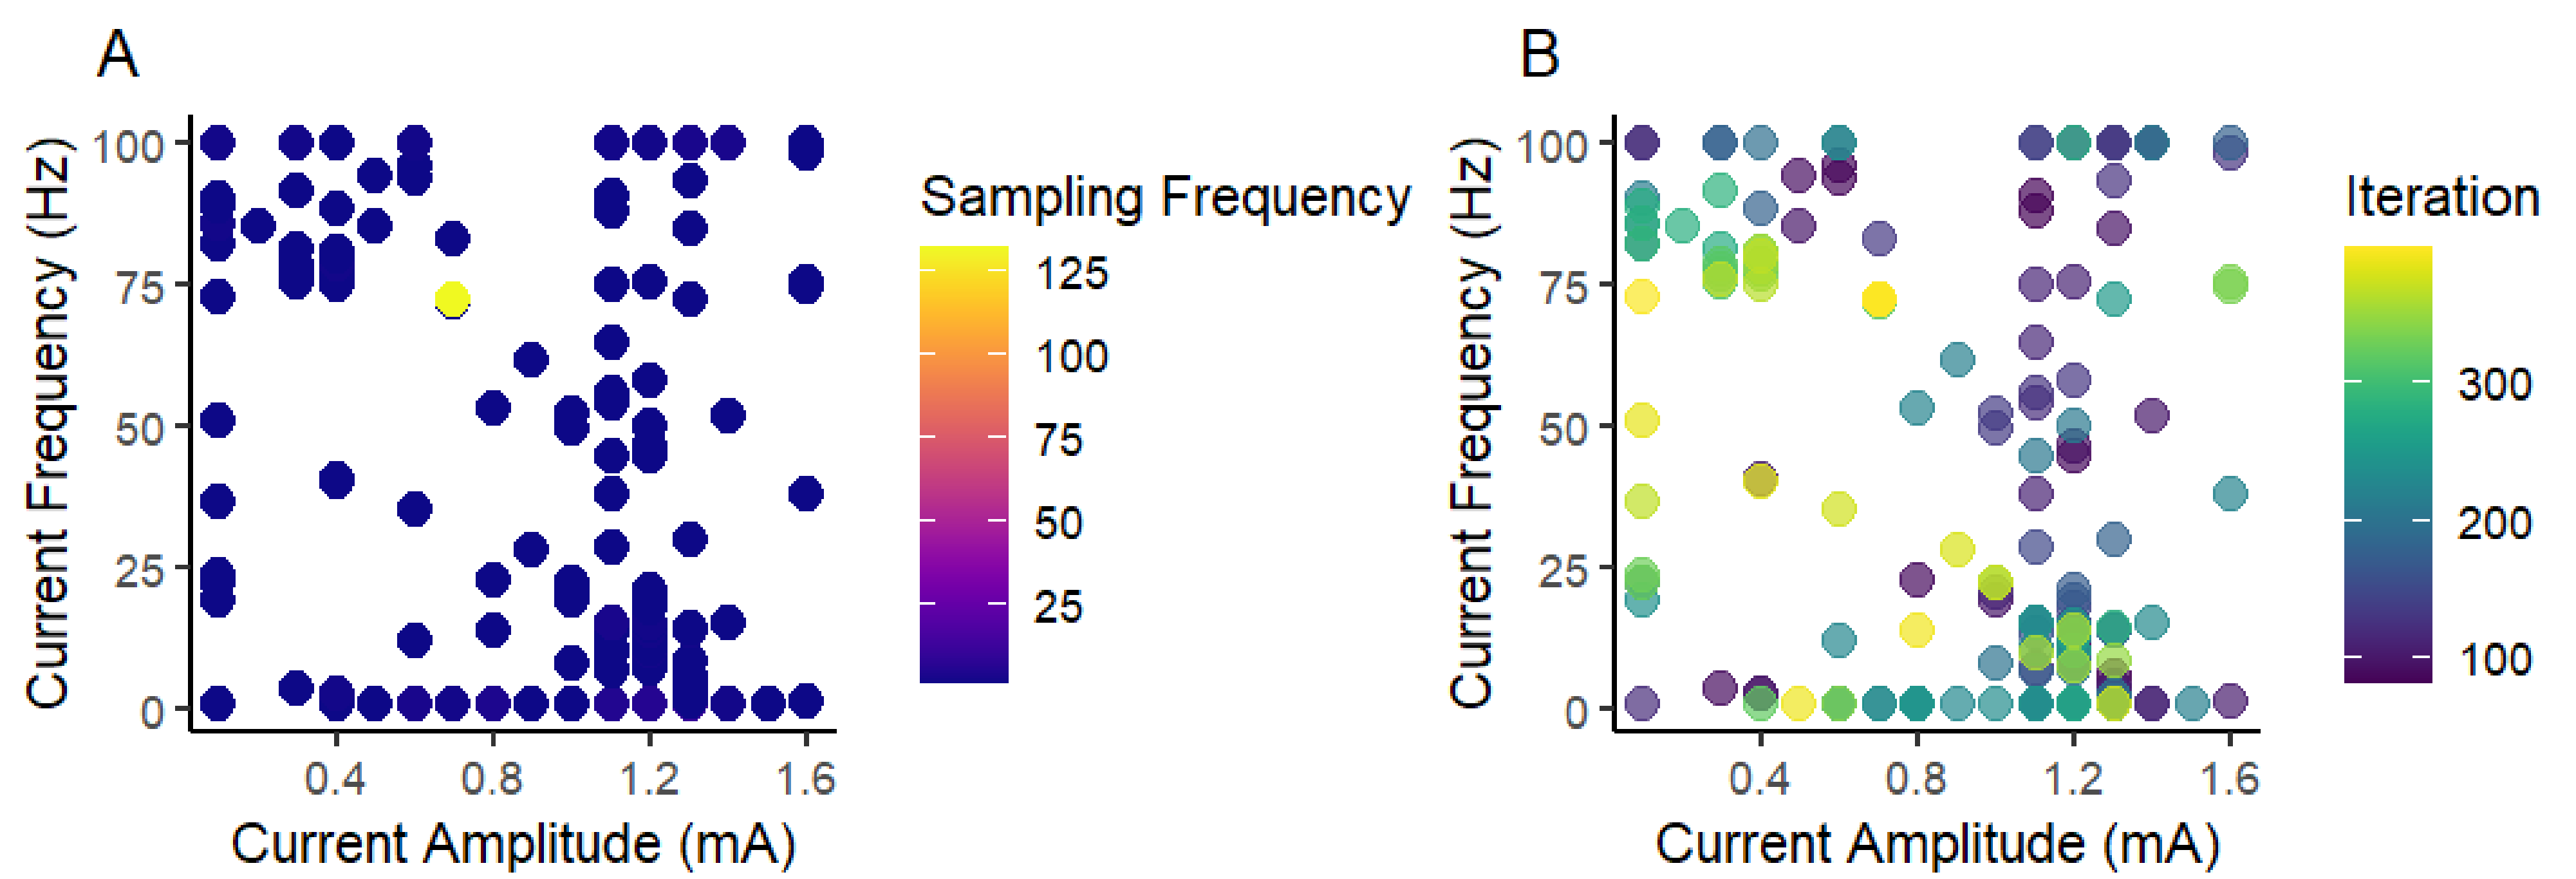 A
Current Frequency (Hz)
100
75
50
25
0
0.4 0.8 1.2 1.6
Current Amplitude (mA)
Sampling Frequency
125
100
75
50
25
B
Current Frequency (Hz)
100
75
50
25
0
0.4 0.8 1.2 1.6
Current Amplitude (mA)
Iteration
300
200
100